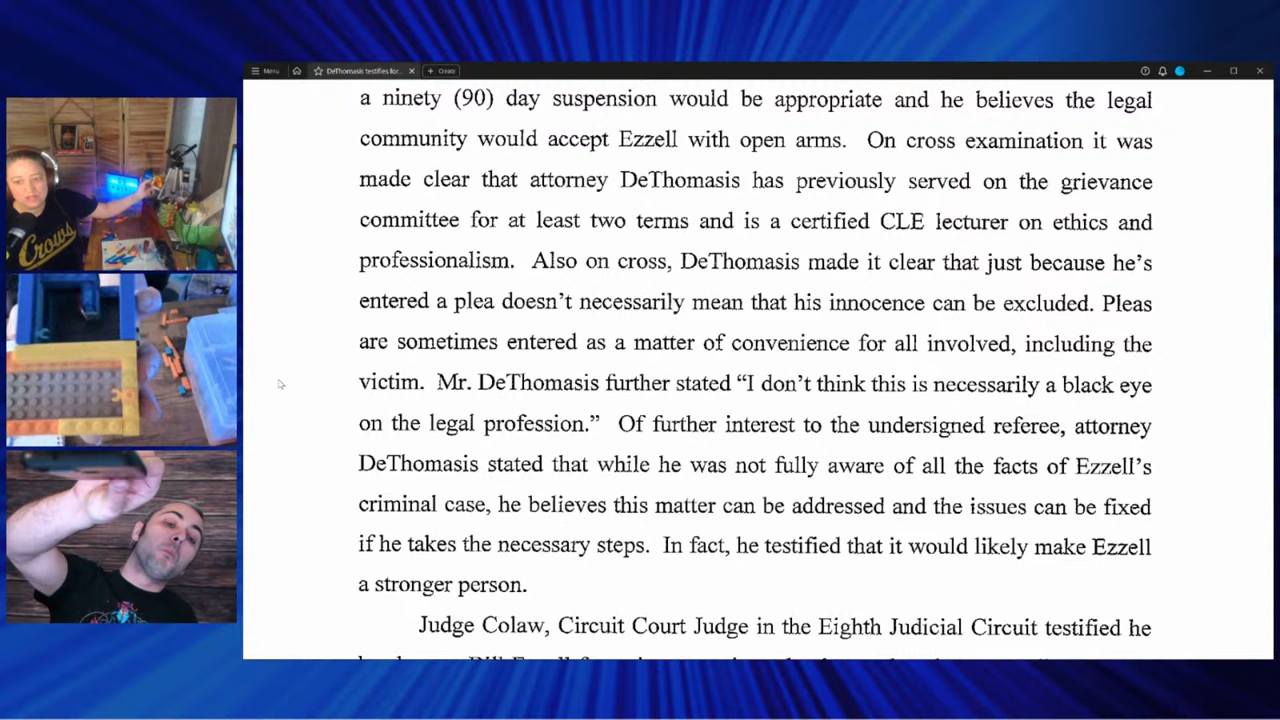 Menu
DeThomasis testifies for...
Create
a ninety (90) day suspension would be appropriate and he believes the legal
community would accept Ezzell with open arms. On cross examination it was
made clear that attorney DeThomasis has previously served on the grievance
committee for at least two terms and is a certified CLE lecturer on ethics and
professionalism. Also on cross, DeThomasis made it clear that just because he’s
entered a plea doesn’t necessarily mean that his innocence can be excluded. Pleas
are sometimes entered as a matter of convenience for all involved, including the
victim. Mr. DeThomasis further stated “I don’t think this is necessarily a black eye
on the legal profession.” Of further interest to the undersigned referee, attorney
DeThomasis stated that while he was not fully aware of all the facts of Ezzell’s
criminal case, he believes this matter can be addressed and the issues can be fixed
if he takes the necessary steps. In fact, he testified that it would likely make Ezzell
a stronger person.
Judge Colaw, Circuit Court Judge in the Eighth Judicial Circuit testified he
Crows